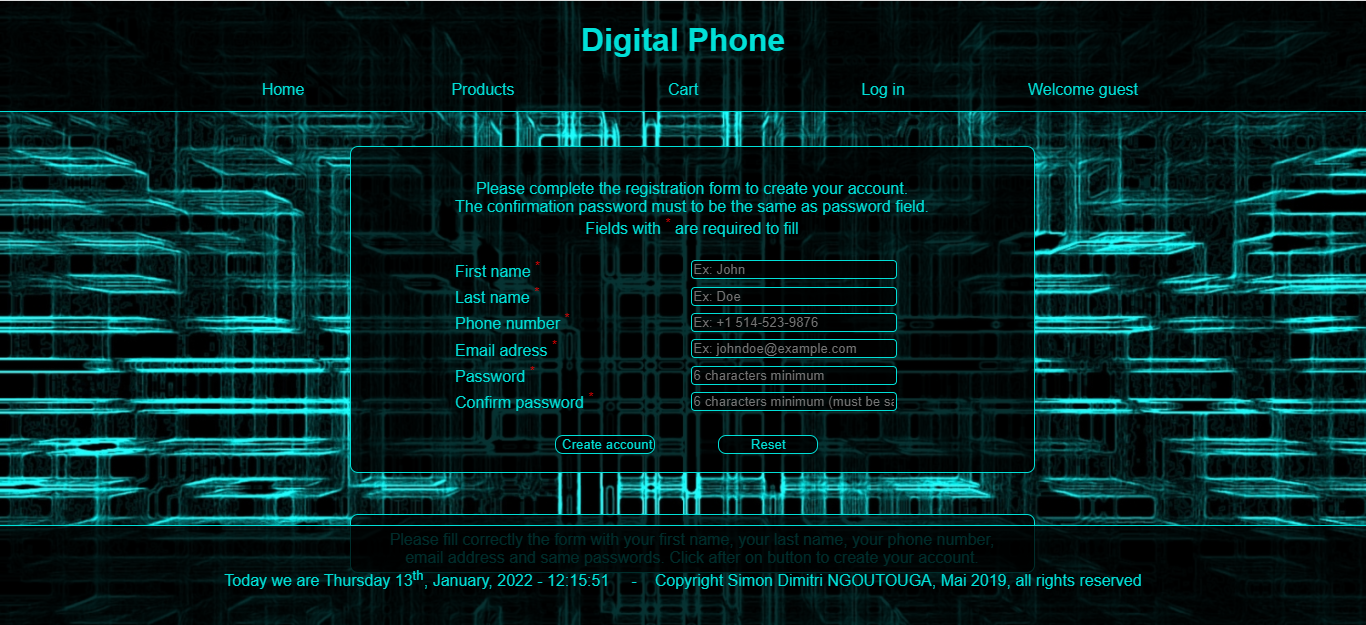 Digital Phone
Home Products Cart Log in Welcome guest
Please complete the registration form to create your account.
The confirmation password must to be the same as password field.
Fields with * are required to fill
First name * Ex: John
Last name * Ex: Doe
Phone number * Ex: +1 514-523-9876
Email adress * Ex: johndoe@example.com
Password * 6 characters minimum
Confirm password * 6 characters minimum (must be sa
Create account Reset
Please fill correctly the form with your first name, your last name, your phone number,
email address and same passwords. Click after on button to create your account.
Today we are Thursday 13th, January, 2022 - 12:15:51 - Copyright Simon Dimitri NGOUTOUGA, Mai 2019, all rights reserved